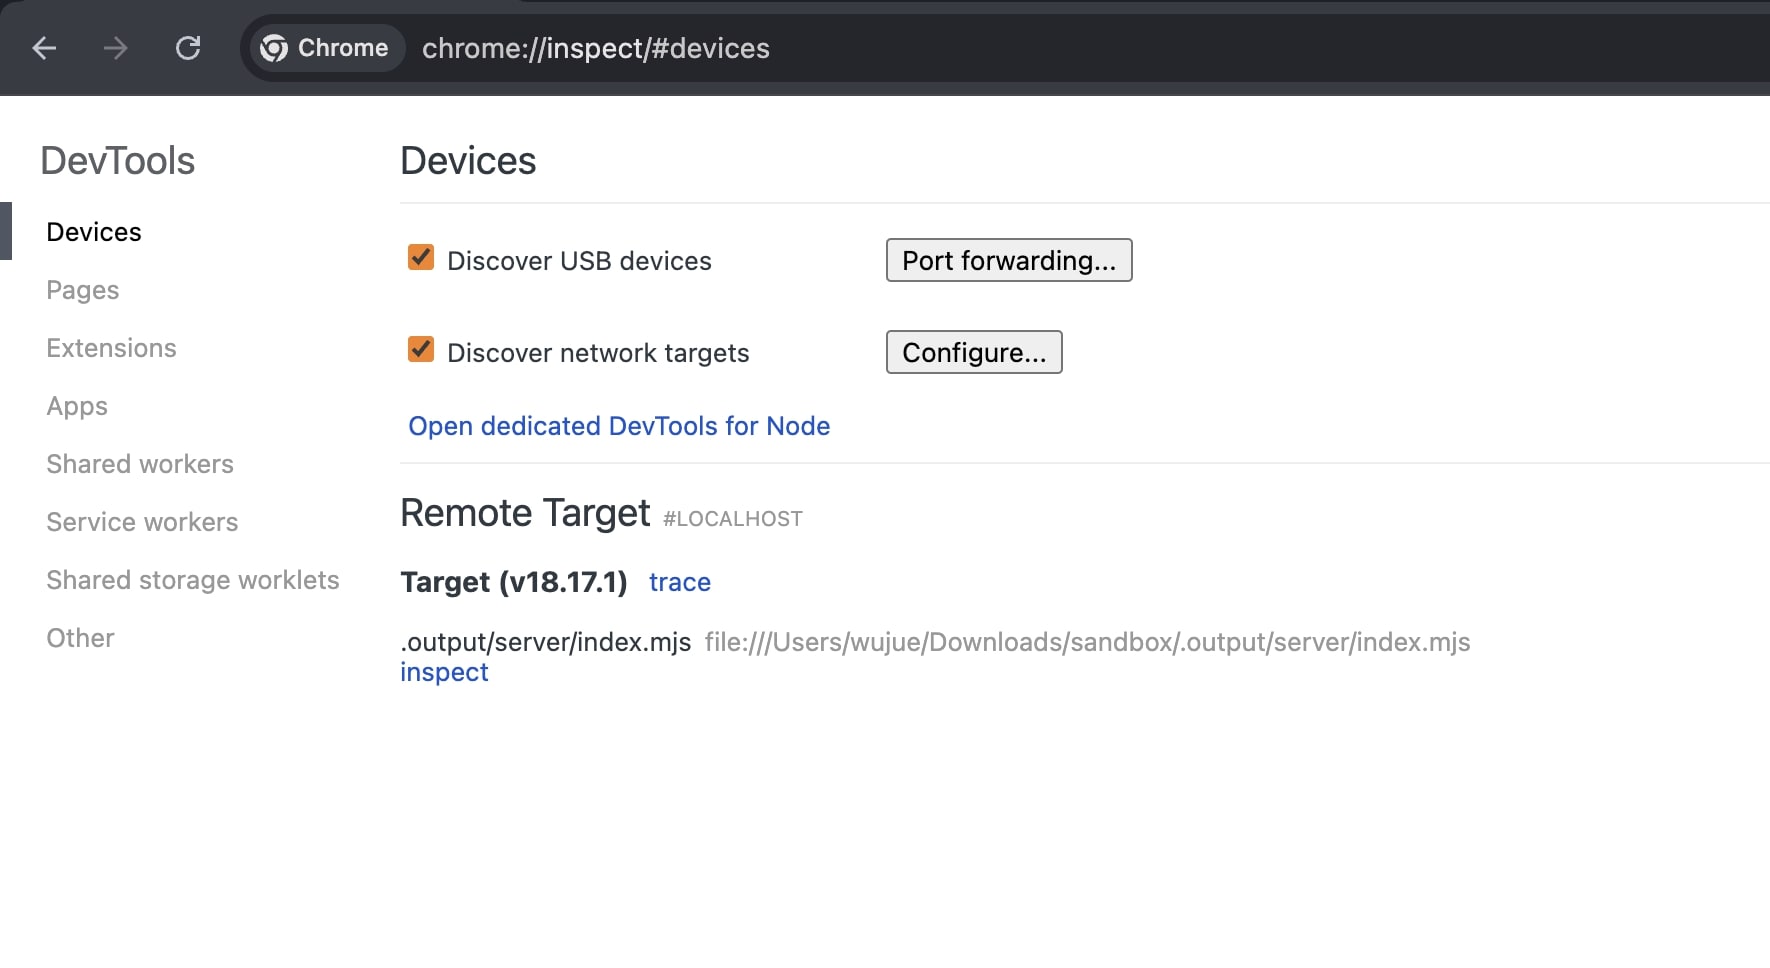 Chrome chrome://inspect/#devices
DevTools
Devices
Pages
Extensions
Apps
Shared workers
Service workers
Shared storage worklets
Other
Devices
Discover USB devices Port forwarding...
Discover network targets Configure...
Open dedicated DevTools for Node
Remote Target #LOCALHOST
Target (v18.17.1) trace
.output/server/index.mjs file:///Users/wujue/Downloads/sandbox/.output/server/index.mjs
inspect